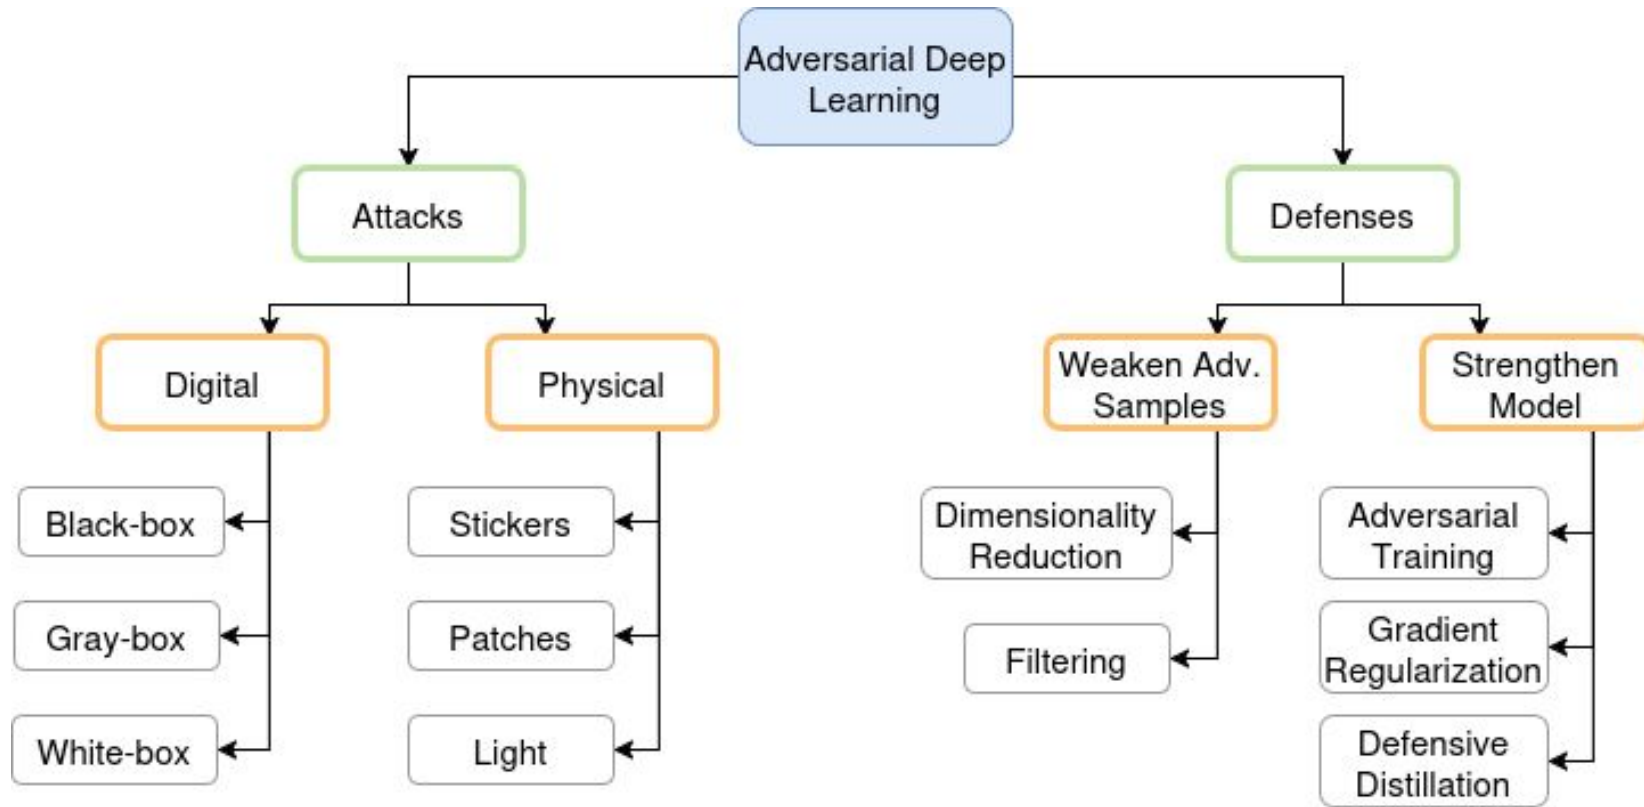 Adversarial Deep
Learning
Attacks
Defenses
Digital
Physical
Weaken Adv.
Samples
Strengthen
Model
Black-box
Gray-box
White-box
Stickers
Patches
Light
Dimensionality
Reduction
Filtering
Adversarial
Training
Gradient
Regularization
Defensive
Distillation